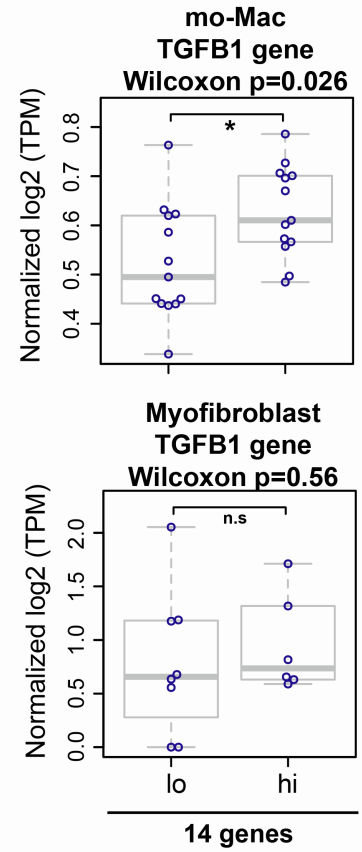 mo-Mac
TGFB1 gene
Wilcoxon p=0.026
Normalized log2 (TPM)
0.8
0.7
0.6
0.5
0.4
*
Myofibroblast
TGFB1 gene
Wilcoxon p=0.56
Normalized log2 (TPM)
2.0
1.5
1.0
0.5
0.0
n.s
lo hi
14 genes